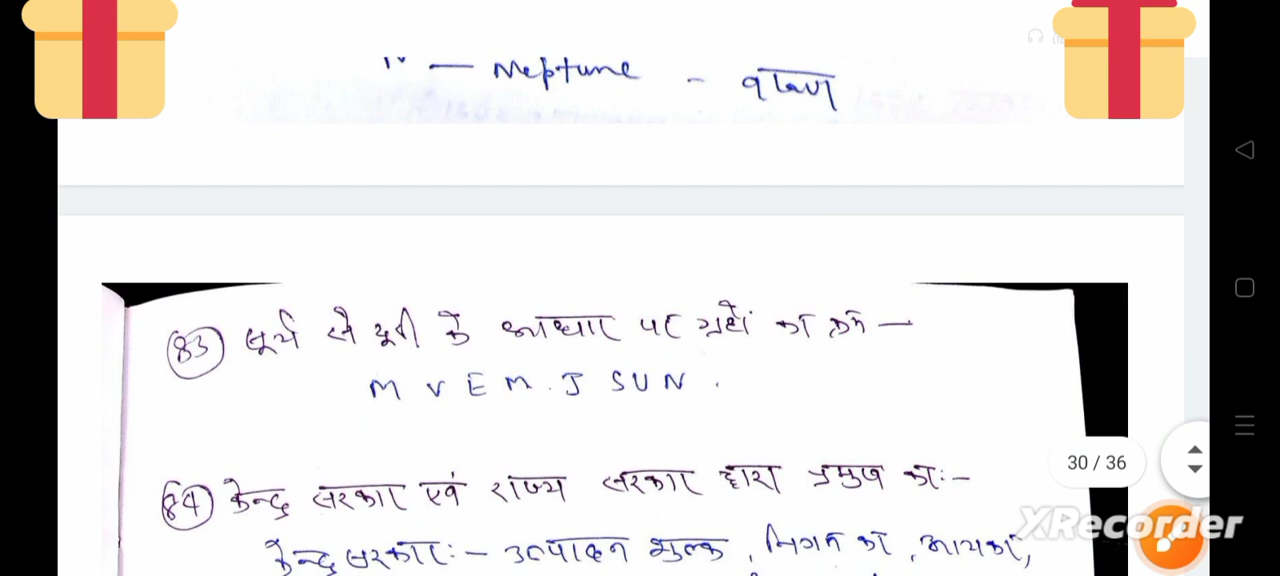 " — Neptune - वरुण
83 सूर्य से दूरी के आधार पर ग्रहों का क्रम —
M V E M . J SUN .
30 / 36
84 केन्द्र सरकार एवं राज्य सरकार द्वारा प्रमुख कर :-
XRecorder
केन्द्र सरकार :- उत्पादन शुल्क , निगम कर , आयकर,